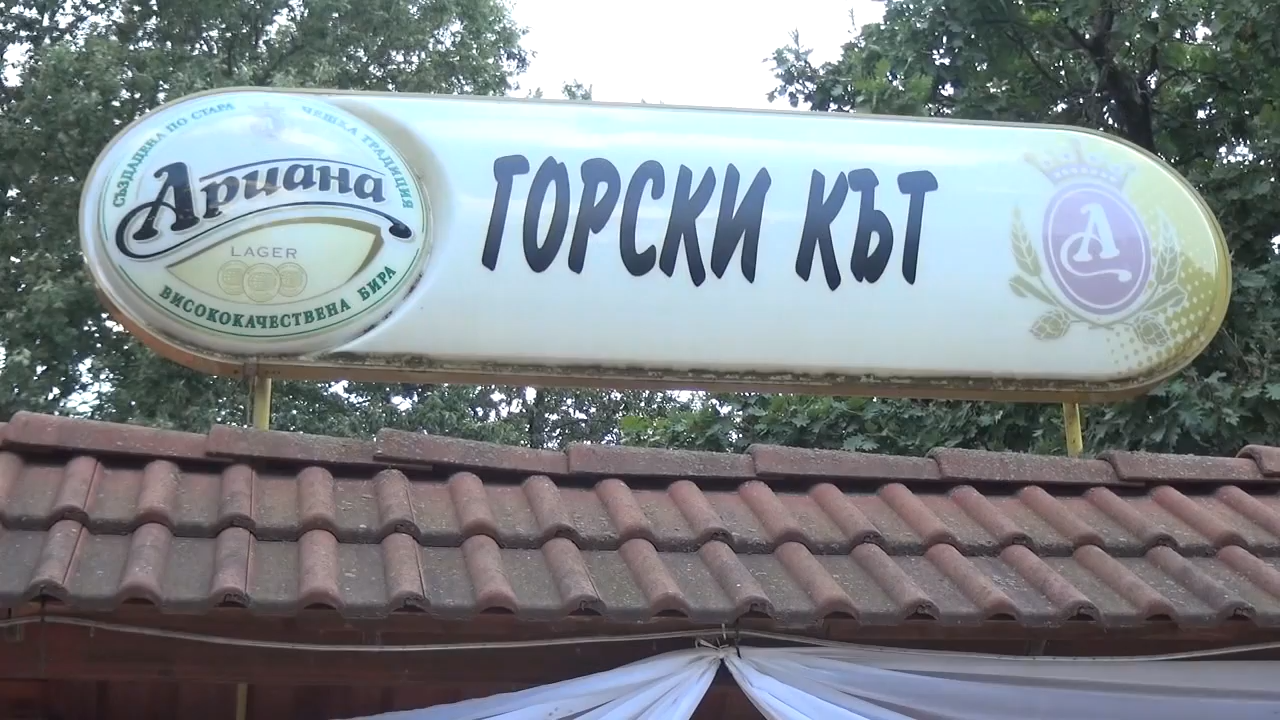 СЪЗДАДЕНА ПО СТАРА ЧЕШКА ТРАДИЦИЯ
Ариана
LAGER
ВИСОКОКАЧЕСТВЕНА БИРА
ГОРСКИ КЪТ
А